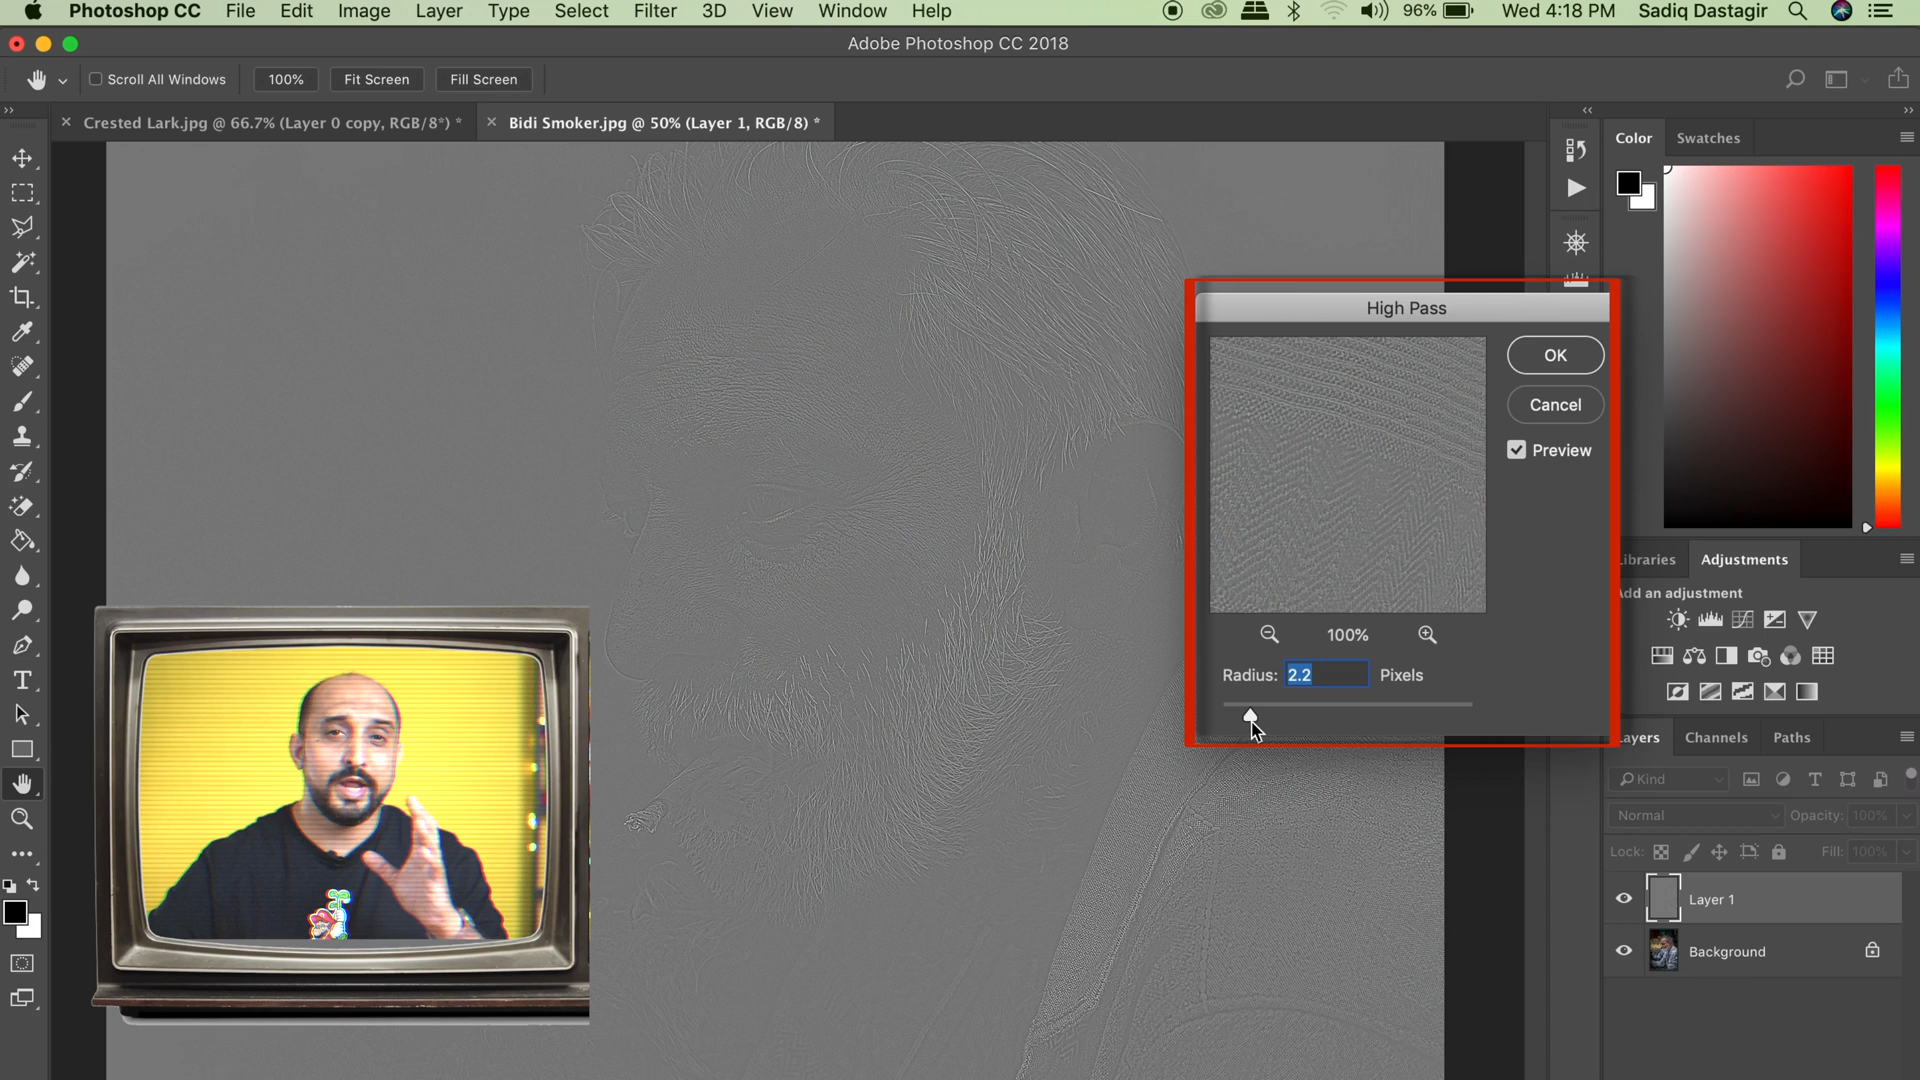 Photoshop CC File Edit Image Layer Type Select Filter 3D View Window Help 96% Wed 4:18 PM Sadiq Dastagir
Adobe Photoshop CC 2018
Scroll All Windows 100% Fit Screen Fill Screen
Crested Lark.jpg @ 66.7% (Layer 0 copy, RGB/8*) * Bidi Smoker.jpg @ 50% (Layer 1, RGB/8) *
Color Swatches
High Pass
OK
Cancel
Preview
100%
Radius: 2.2 Pixels
ibraries Adjustments
Add an adjustment
ayers Channels Paths
Kind
Normal Opacity: 100%
Lock: Fill: 100%
Layer 1
Background